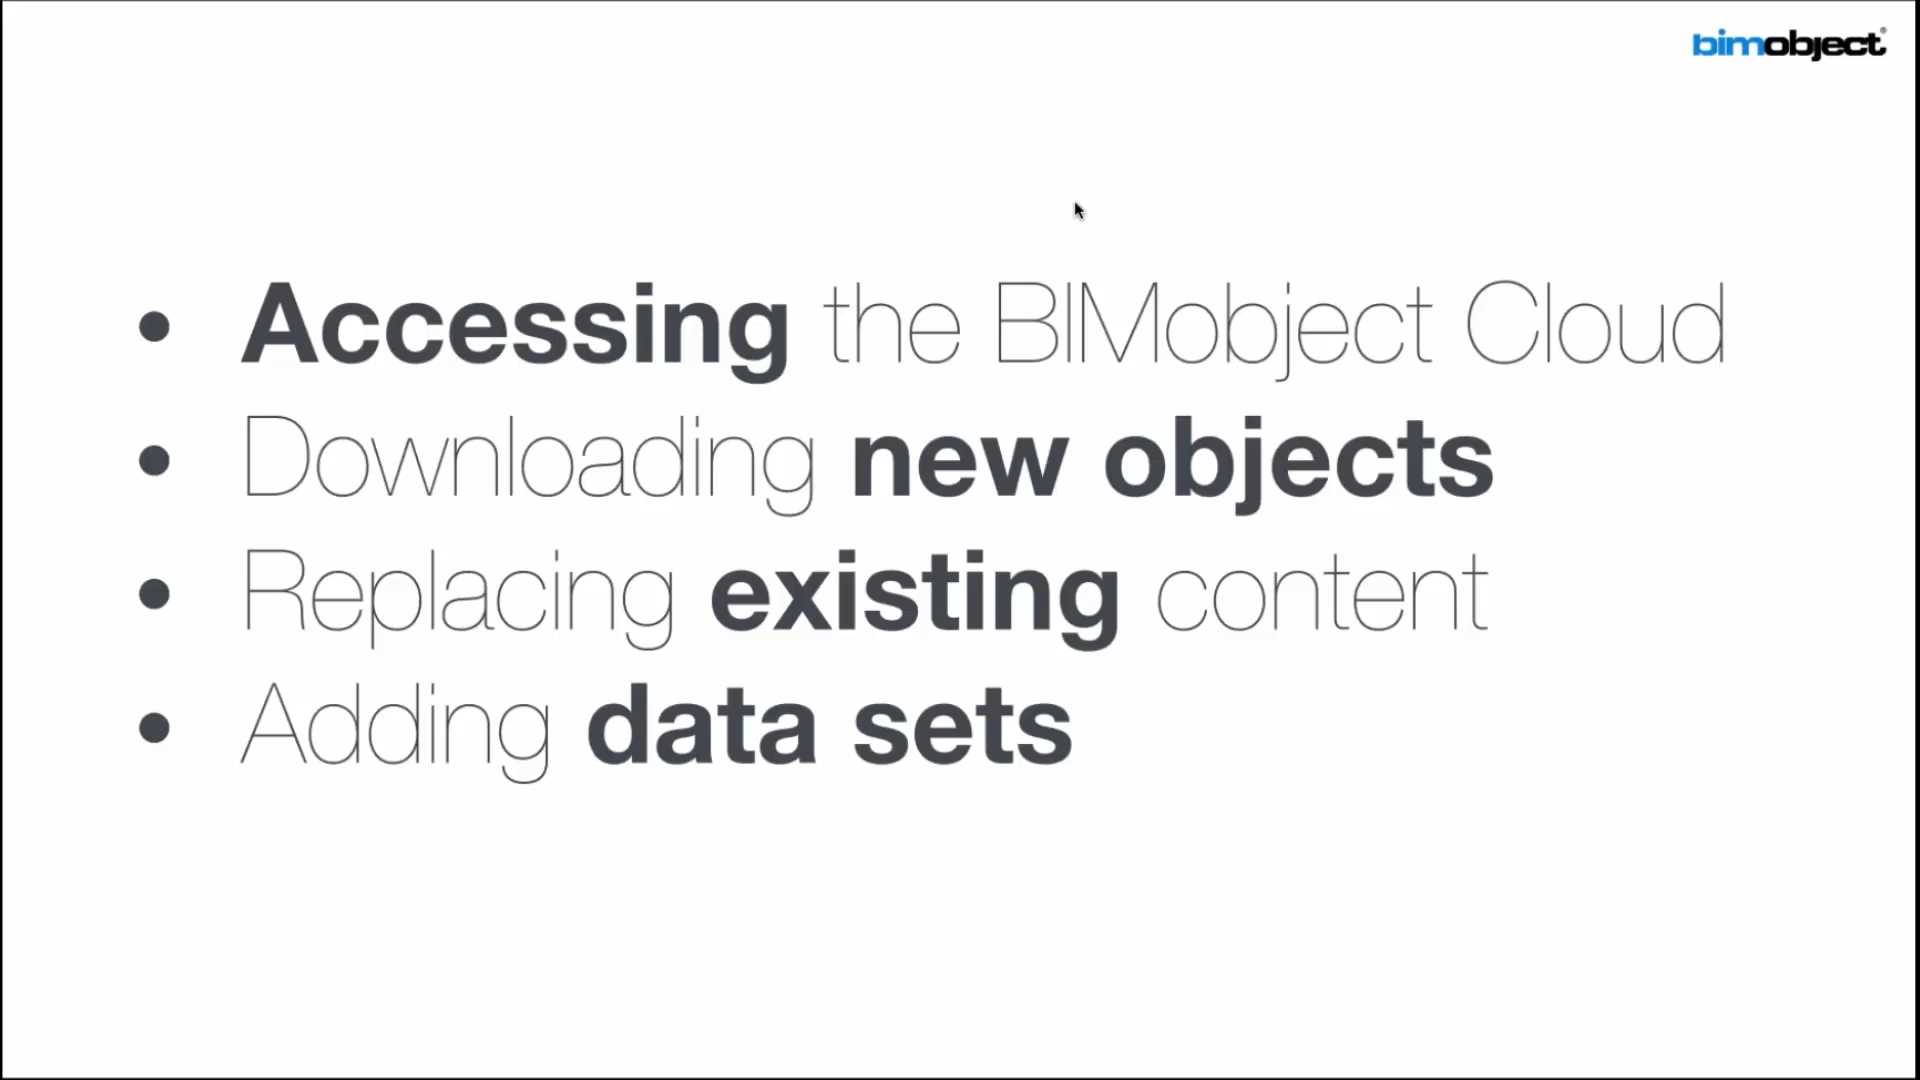 bimobject®
• Accessing the BIMobject Cloud
• Downloading new objects
• Replacing existing content
• Adding data sets